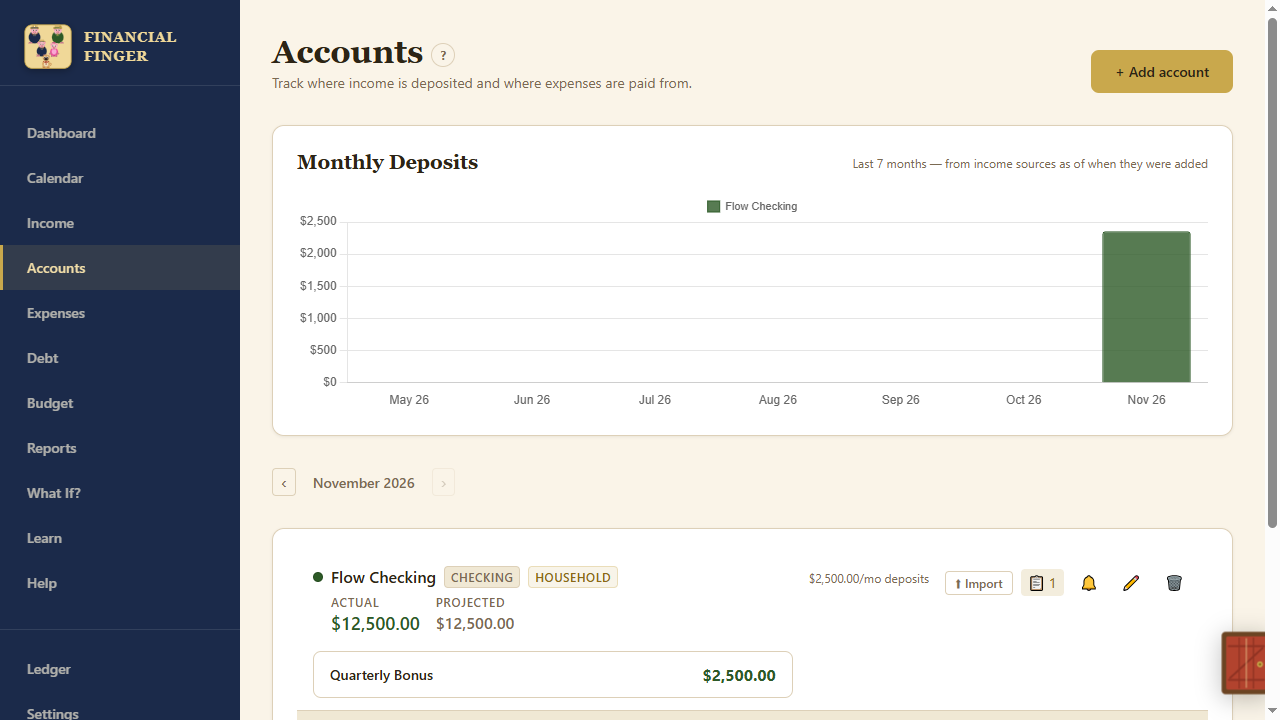 FINANCIAL
FINGER
Dashboard
Calendar
Income
Accounts
Expenses
Debt
Budget
Reports
What If?
Learn
Help
Ledger
Settings
Accounts ?
Track where income is deposited and where expenses are paid from.
+ Add account
Monthly Deposits
Last 7 months — from income sources as of when they were added
Flow Checking
$2,500
$2,000
$1,500
$1,000
$500
$0
May 26 Jun 26 Jul 26 Aug 26 Sep 26 Oct 26 Nov 26
‹ November 2026 ›
Flow Checking CHECKING HOUSEHOLD $2,500.00/mo deposits ⬆ Import 📋 1
ACTUAL PROJECTED
$12,500.00 $12,500.00
Quarterly Bonus $2,500.00